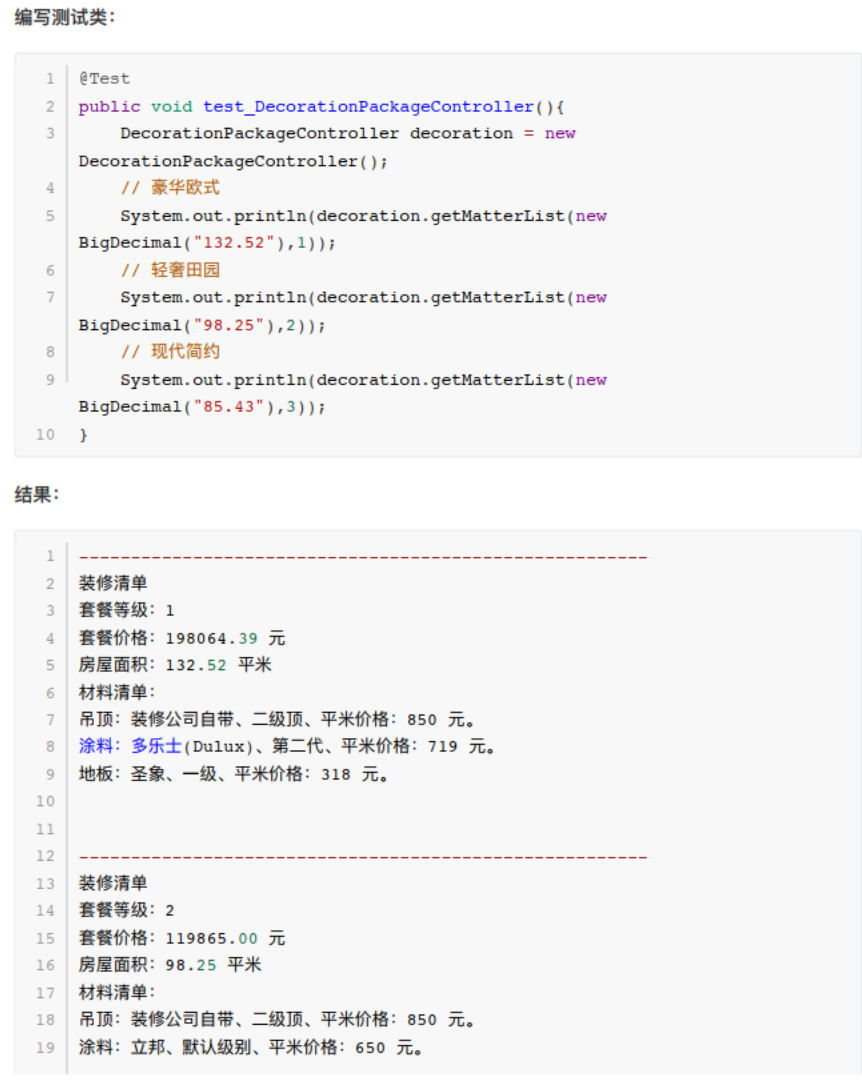 编写测试类：
1 @Test
2 public void test_DecorationPackageController(){
3 DecorationPackageController decoration = new
DecorationPackageController();
4 // 豪华欧式
5 System.out.println(decoration.getMatterList(new
BigDecimal("132.52"),1));
6 // 轻奢田园
7 System.out.println(decoration.getMatterList(new
BigDecimal("98.25"),2));
8 // 现代简约
9 System.out.println(decoration.getMatterList(new
BigDecimal("85.43"),3));
10 }
结果：
1 -------------------------------------------------------
2 装修清单
3 套餐等级：1
4 套餐价格：198064.39 元
5 房屋面积：132.52 平米
6 材料清单：
7 吊顶：装修公司自带、二级顶、平米价格：850 元。
8 涂料：多乐士(Dulux)、第二代、平米价格：719 元。
9 地板：圣象、一级、平米价格：318 元。
10
11
12 -------------------------------------------------------
13 装修清单
14 套餐等级：2
15 套餐价格：119865.00 元
16 房屋面积：98.25 平米
17 材料清单：
18 吊顶：装修公司自带、二级顶、平米价格：850 元。
19 涂料：立邦、默认级别、平米价格：650 元。